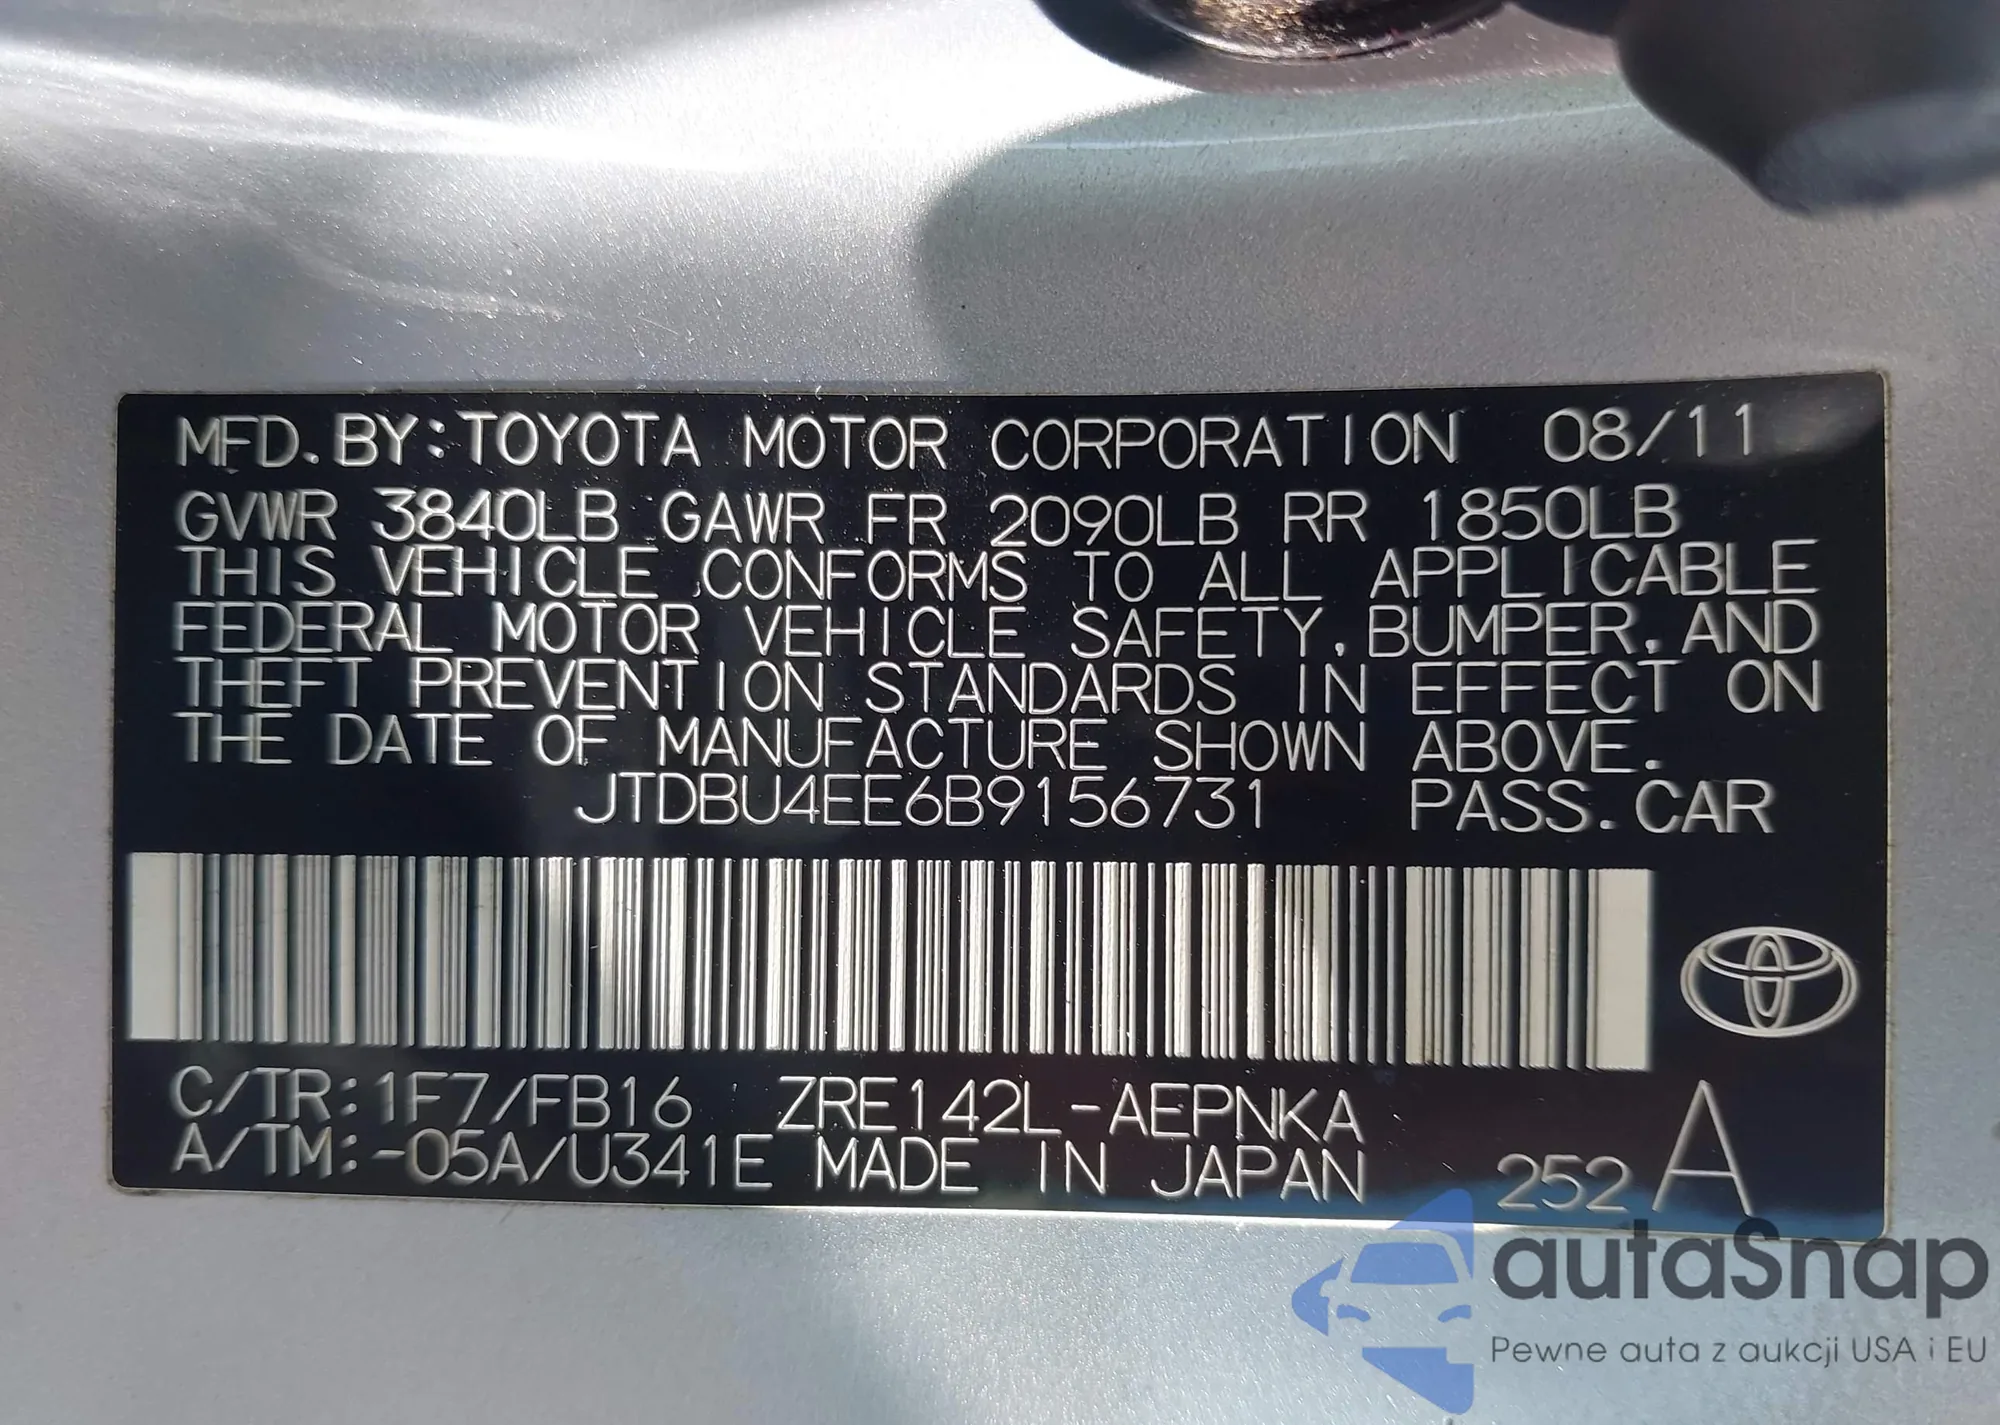 MFD. BY: TOYOTA MOTOR CORPORATION 08/11
GVWR 3840LB GAWR FR 2090LB RR 1850LB
THIS VEHICLE CONFORMS TO ALL APPLICABLE
FEDERAL MOTOR VEHICLE SAFETY, BUMPER, AND
THEFT PREVENTION STANDARDS IN EFFECT ON
THE DATE OF MANUFACTURE SHOWN ABOVE.
JTDBU4EE6B9156731 PASS. CAR
C/TR: 1F7/FB16 ZRE142L-AEPNKA
A/TM: -05A/U341E MADE IN JAPAN 252 A
autaSnap
Pewne auta z aukcji USA i EU